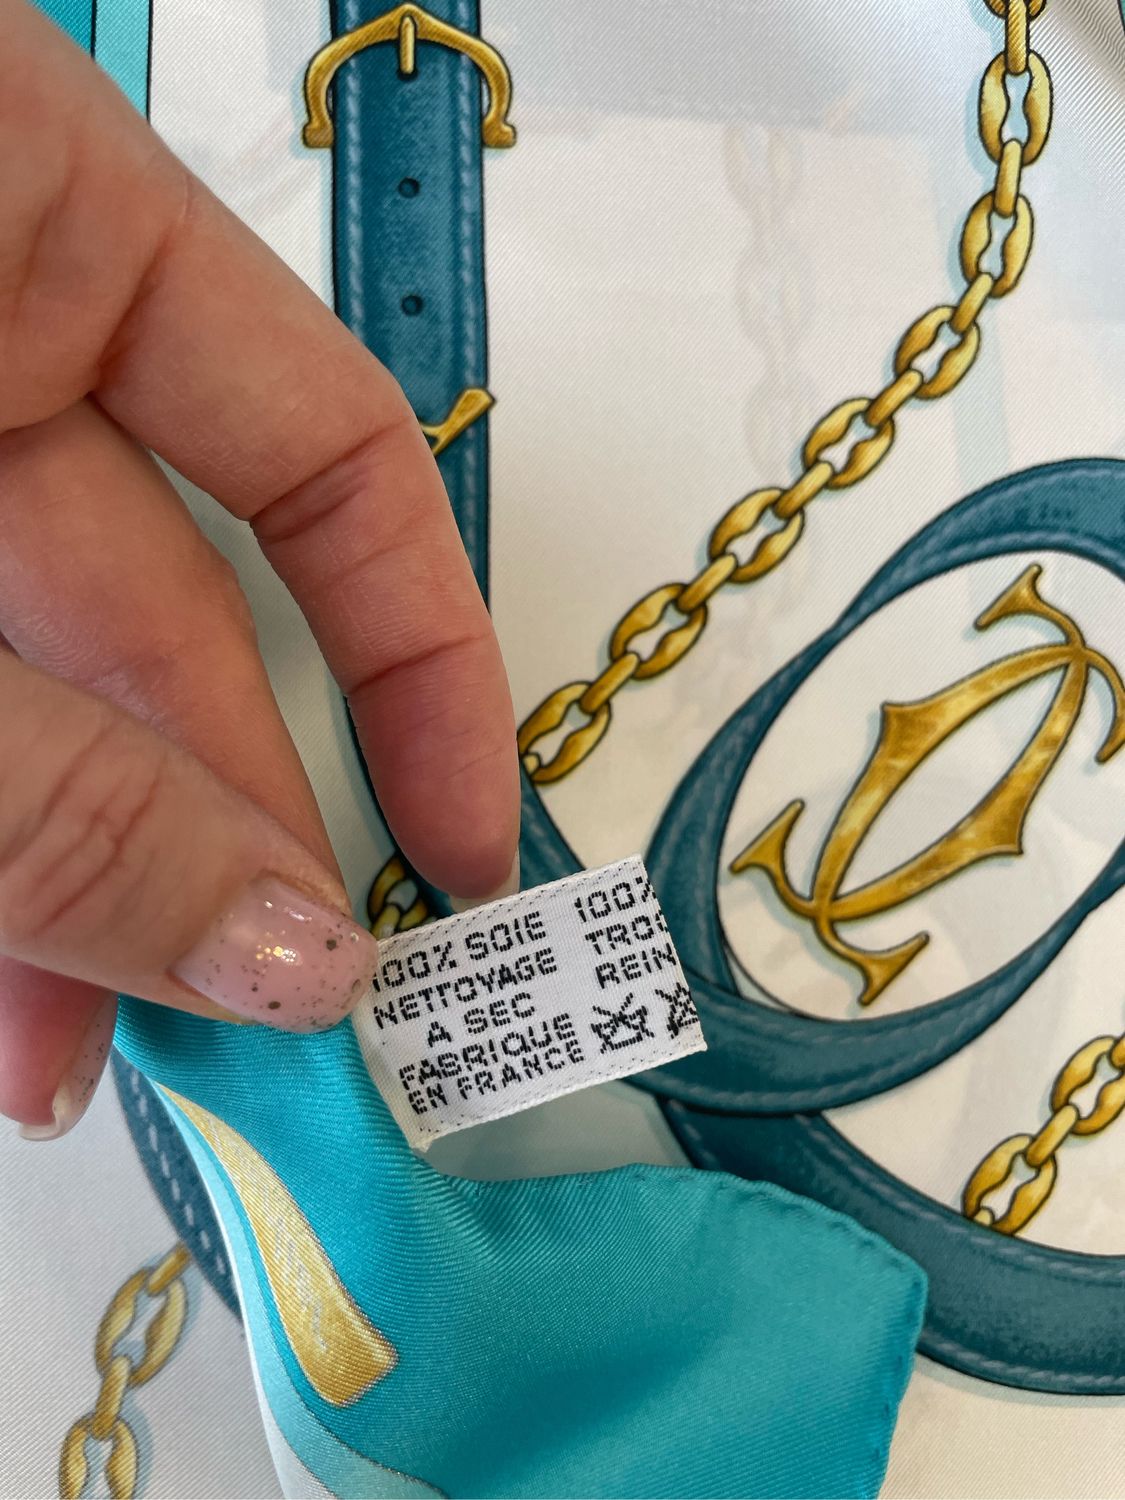 100% SOIE
NETTOYAGE
A SEC
FABRIQUE
EN FRANCE
100%